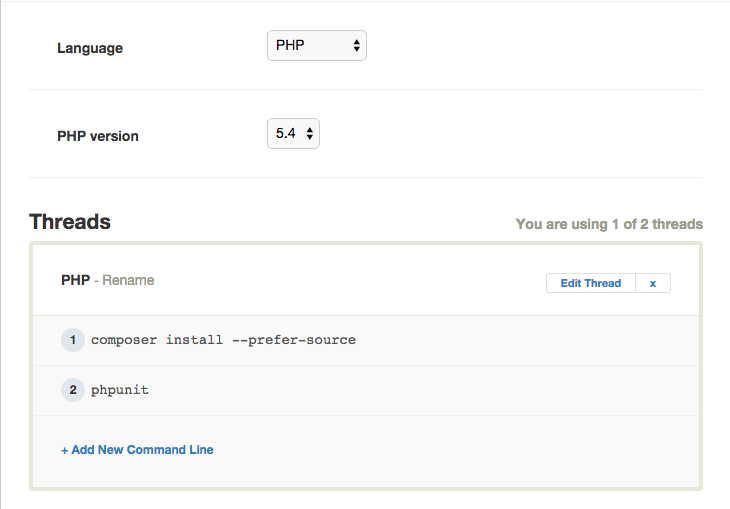 Language PHP
PHP version 5.4
Threads You are using 1 of 2 threads
PHP - Rename Edit Thread x
1 composer install --prefer-source
2 phpunit
+ Add New Command Line